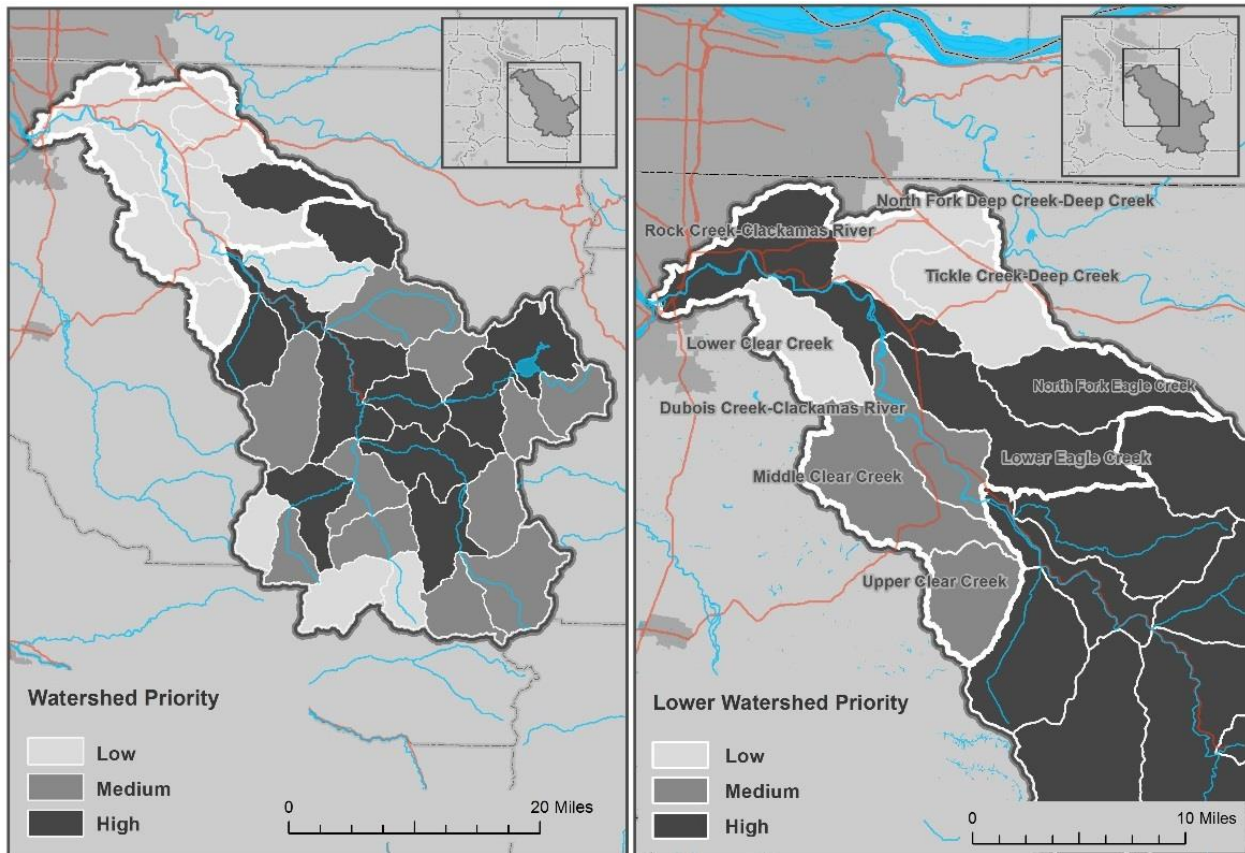 Watershed Priority
Low
Medium
High
0 20 Miles
North Fork Deep Creek-Deep Creek
Rock Creek-Clackamas River
Tickle Creek-Deep Creek
Lower Clear Creek
North Fork Eagle Creek
Dubois Creek-Clackamas River
Lower Eagle Creek
Middle Clear Creek
Upper Clear Creek
Lower Watershed Priority
Low
Medium
High
0 10 Miles